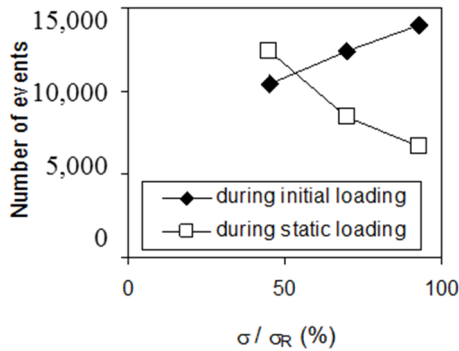 15,000
10,000
5,000
0
Number of events
during initial loading
during static loading
0 50 100
σ / σR (%)